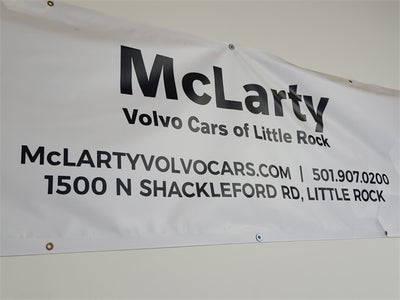 McLarty
Volvo Cars of Little Rock
McLARTYVOLVOCARS.COM | 501.907.0200
1500 N SHACKLEFORD RD, LITTLE ROCK